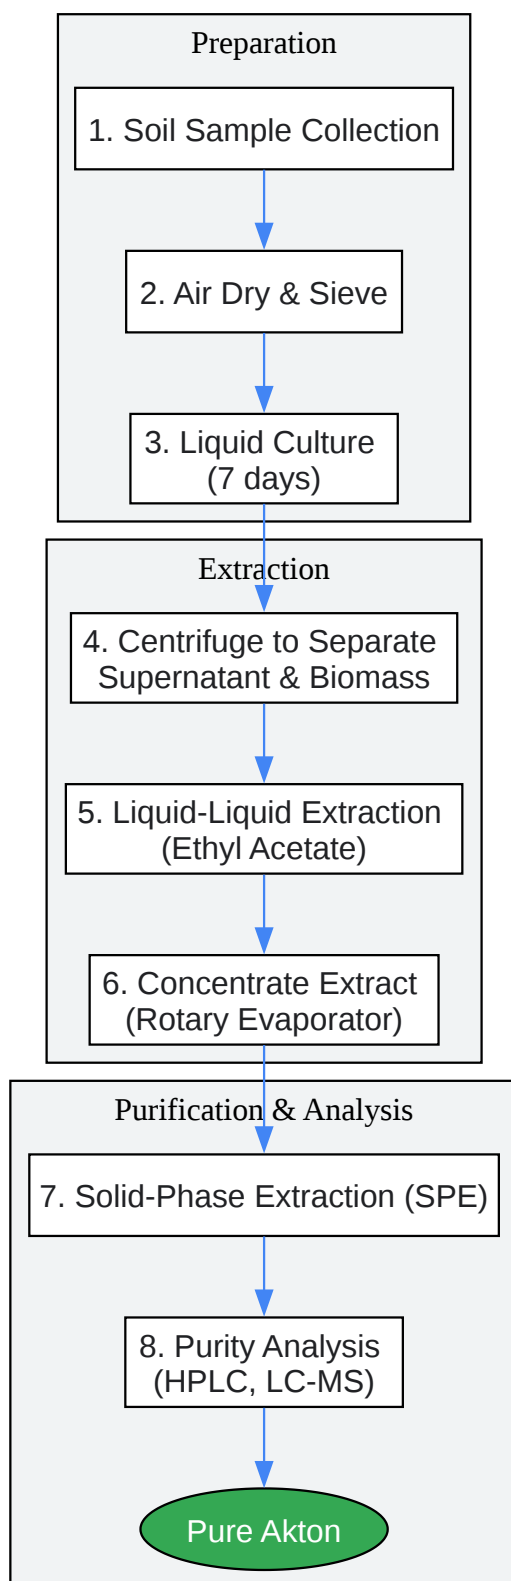 Preparation
1. Soil Sample Collection
2. Air Dry & Sieve
3. Liquid Culture
(7 days)
Extraction
4. Centrifuge to Separate
Supernatant & Biomass
5. Liquid-Liquid Extraction
(Ethyl Acetate)
6. Concentrate Extract
(Rotary Evaporator)
Purification & Analysis
7. Solid-Phase Extraction (SPE)
8. Purity Analysis
(HPLC, LC-MS)
Pure Akton